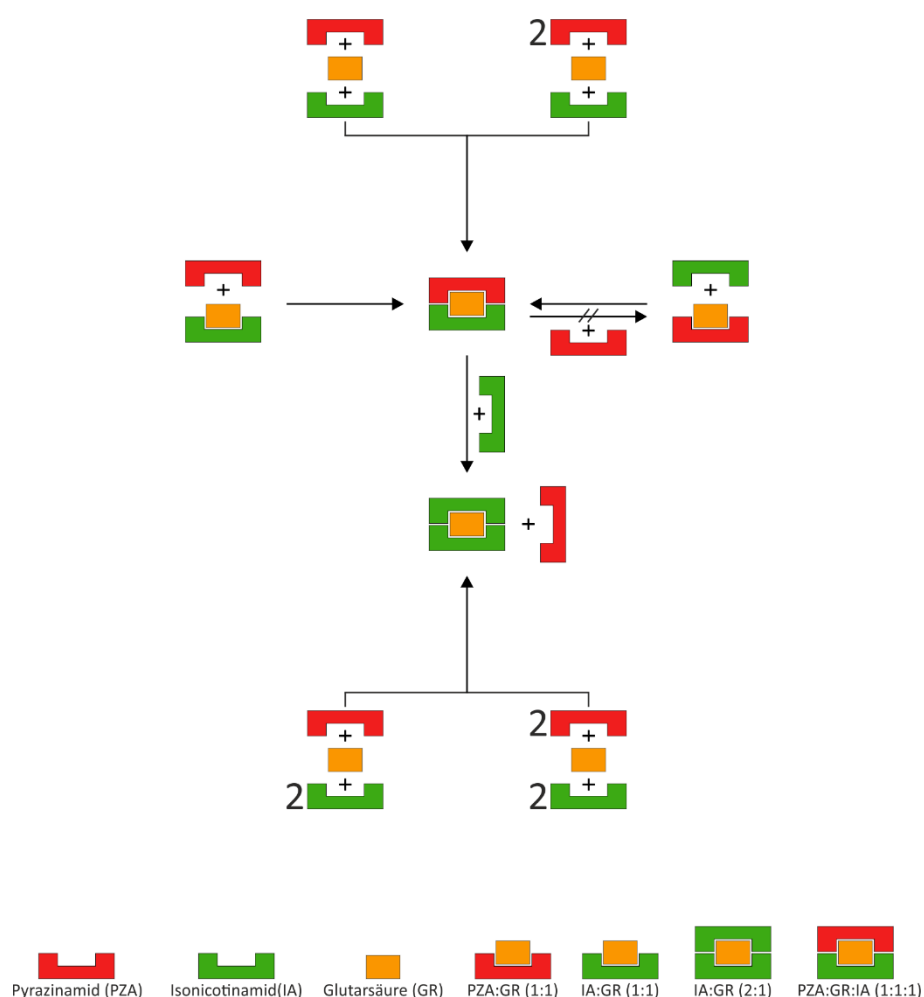 + 2 +
+ +
+ +
+
+
+
+ 2 +
2 + 2 +
Pyrazinamid (PZA) Isonicotinamid(IA) Glutarsäure (GR) PZA:GR (1:1) IA:GR (1:1) IA:GR (2:1) PZA:GR:IA (1:1:1)